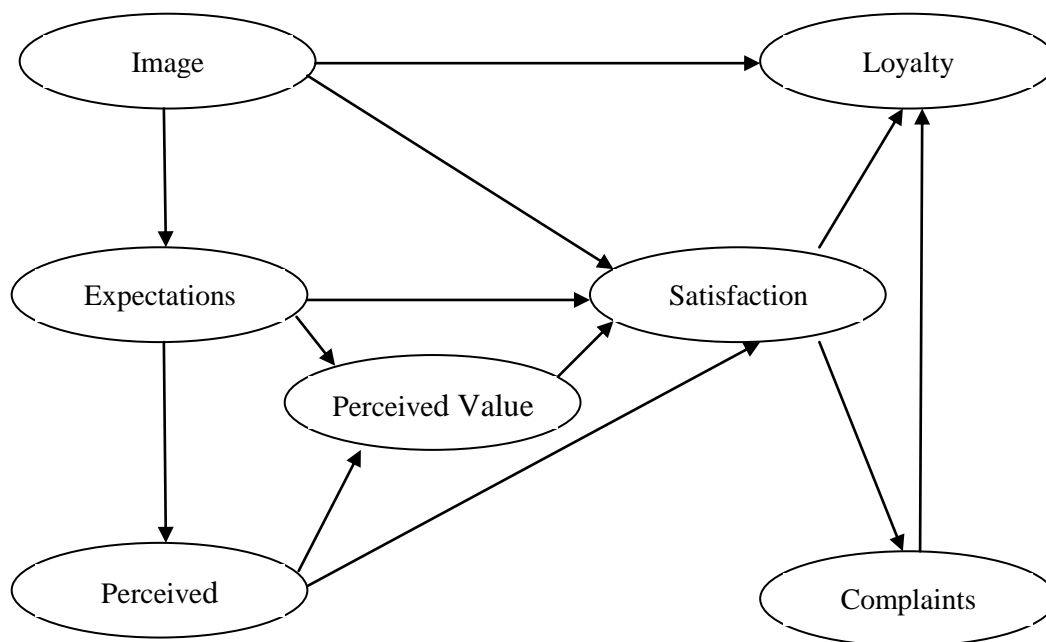 Image
Loyalty
Expectations
Satisfaction
Perceived Value
Perceived
Complaints